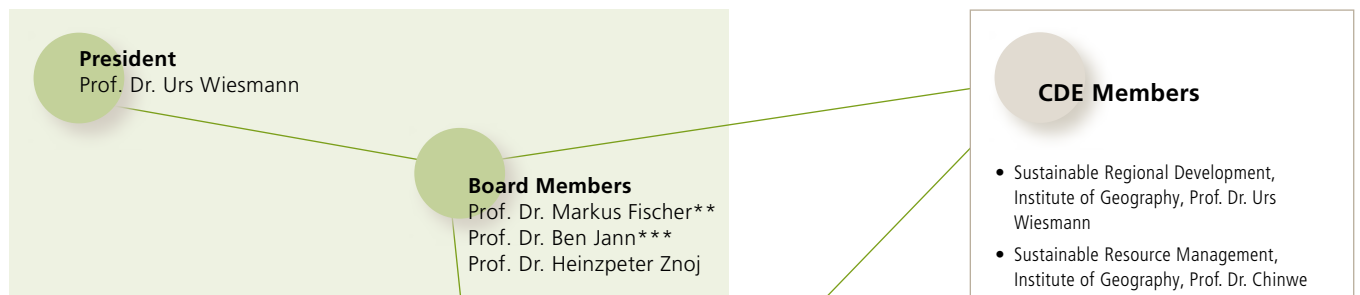 President
Prof. Dr. Urs Wiesmann
Board Members
Prof. Dr. Markus Fischer**
Prof. Dr. Ben Jann***
Prof. Dr. Heinzpeter Znoj
CDE Members
• Sustainable Regional Development,
Institute of Geography, Prof. Dr. Urs
Wiesmann
• Sustainable Resource Management,
Institute of Geography, Prof. Dr. Chinwe